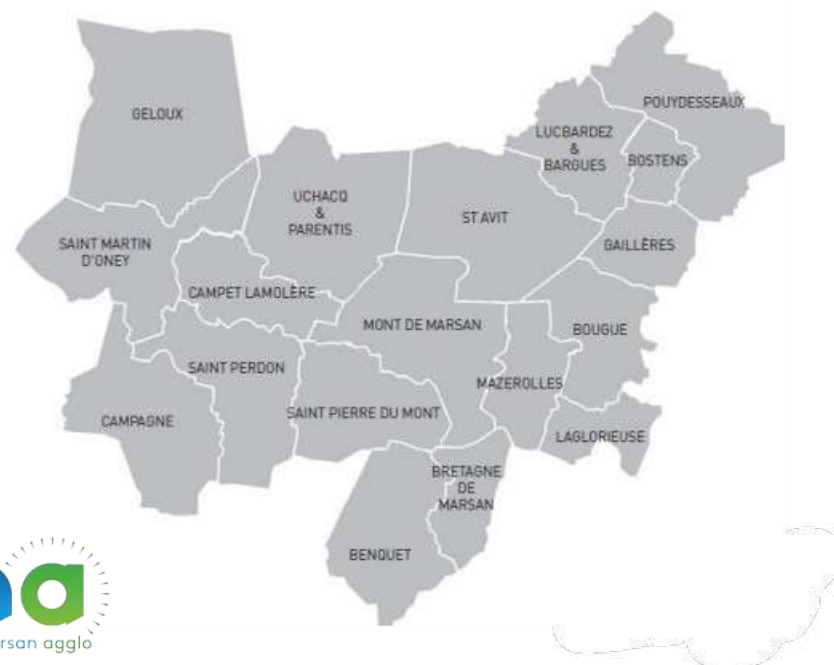 GELOUX
POUYDESSEAUX
LUCBARDEZ
&
BARGUES
BOSTENS
UCHACQ
&
PARENTIS
ST AVIT
SAINT MARTIN
D'ONEY
GAILLÈRES
CAMPET LAMOLÈRE
MONT DE MARSAN
BOUGUE
SAINT PERDON
MAZEROLLES
SAINT PIERRE DU MONT
CAMPAGNE
LAGLORIEUSE
BRETAGNE
DE
MARSAN
BENQUET
a
rsan agglo